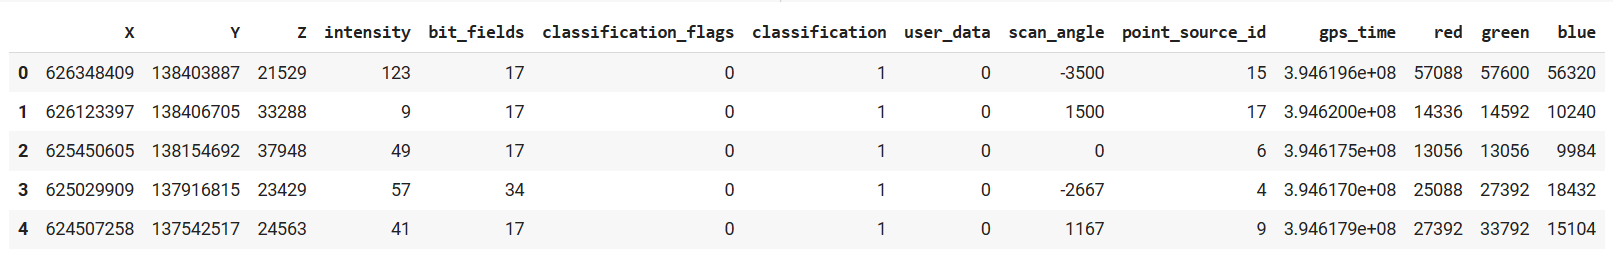 X Y Z intensity bit_fields classification_flags classification user_data scan_angle point_source_id gps_time red green blue
0 626348409 138403887 21529 123 17 0 1 0 -3500 15 3.946196e+08 57088 57600 56320
1 626123397 138406705 33288 9 17 0 1 0 1500 17 3.946200e+08 14336 14592 10240
2 625450605 138154692 37948 49 17 0 1 0 0 6 3.946175e+08 13056 13056 9984
3 625029909 137916815 23429 57 34 0 1 0 -2667 4 3.946170e+08 25088 27392 18432
4 624507258 137542517 24563 41 17 0 1 0 1167 9 3.946179e+08 27392 33792 15104